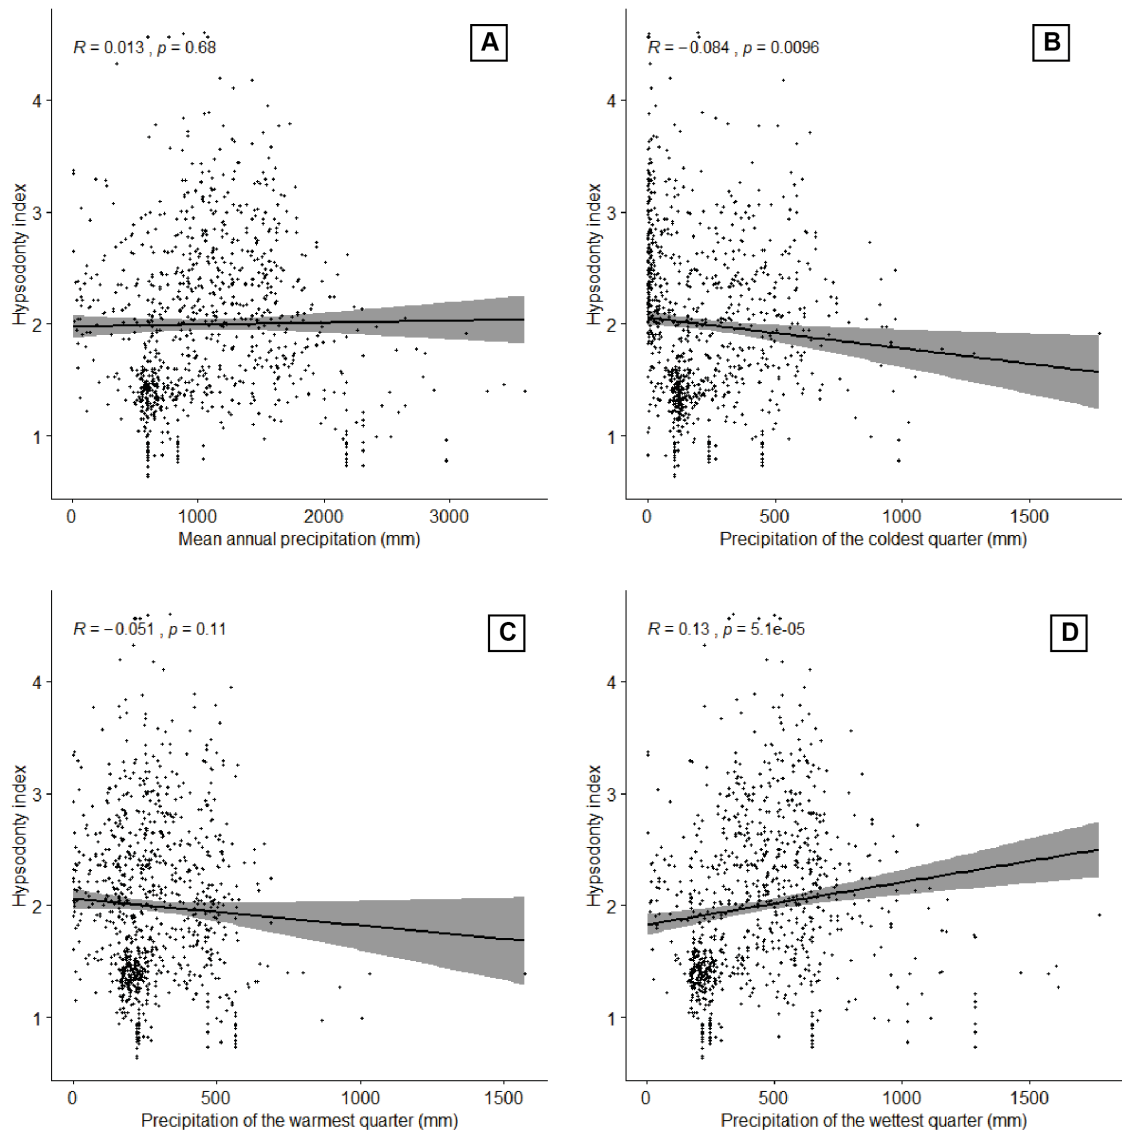 R = 0.013 , p = 0.68
A
4
3
2
1
Hypsodonty index
0 1000 2000 3000
Mean annual precipitation (mm)
R = −0.084 , p = 0.0096
B
4
3
2
1
Hypsodonty index
0 500 1000 1500
Precipitation of the coldest quarter (mm)
R = −0.051 , p = 0.11
C
4
3
2
1
Hypsodonty index
0 500 1000 1500
Precipitation of the warmest quarter (mm)
R = 0.13 , p = 5.1e-05
D
4
3
2
1
Hypsodonty index
0 500 1000 1500
Precipitation of the wettest quarter (mm)